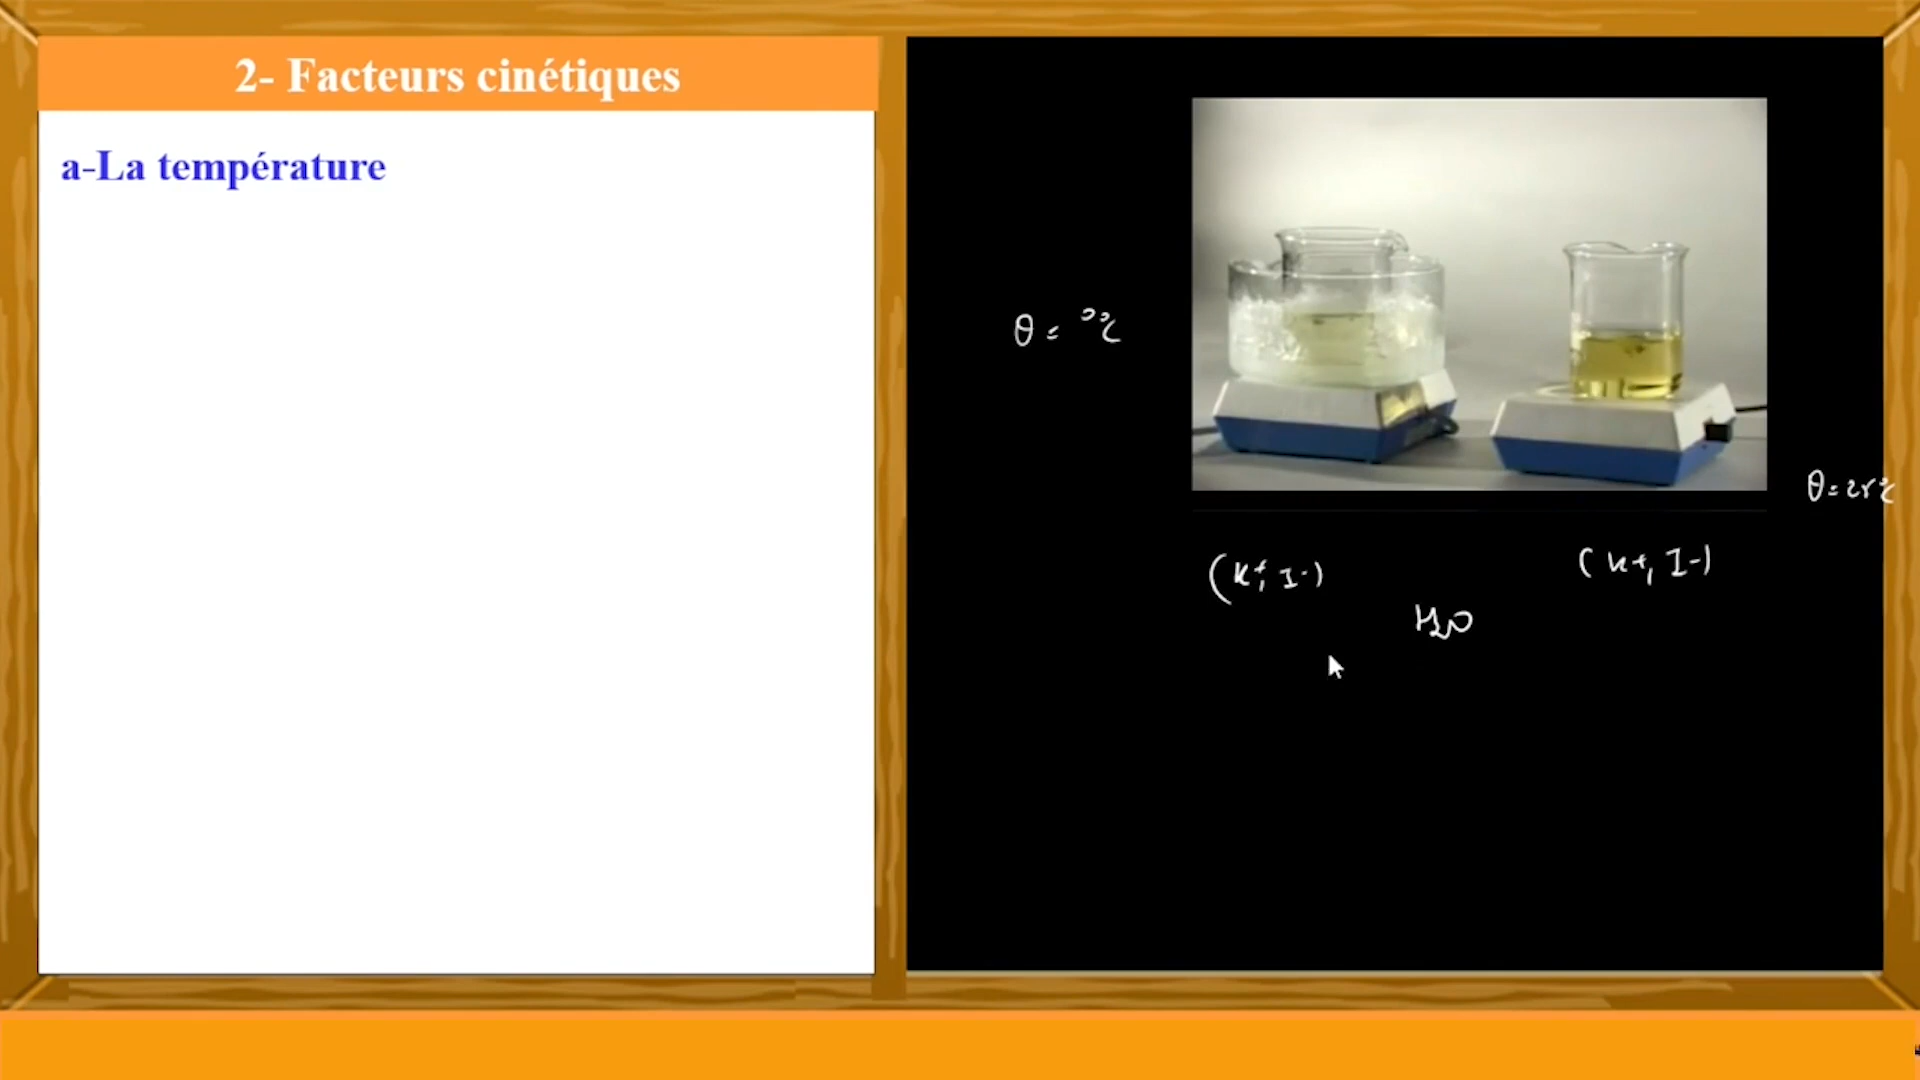 2- Facteurs cinétiques
a-La température
θ = 0°C
θ = 25°C
(K+, I-)
(K+, I-)
H2O